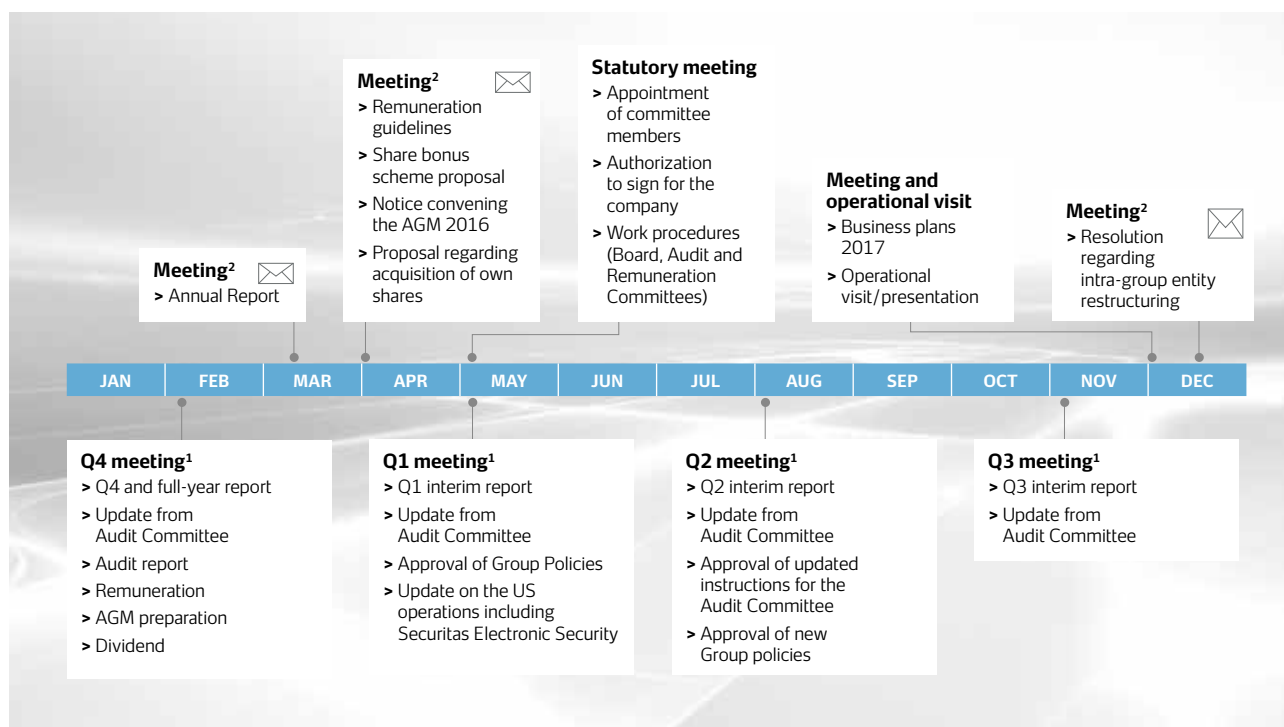 Meeting²
> Annual Report
Meeting²
> Remuneration
guidelines
> Share bonus
scheme proposal
> Notice convening
the AGM 2016
> Proposal regarding
acquisition of own
shares
Statutory meeting
> Appointment
of committee
members
> Authorization
to sign for the
company
> Work procedures
(Board, Audit and
Remuneration
Committees)
Meeting and
operational visit
> Business plans
2017
> Operational
visit/presentation
Meeting²
> Resolution
regarding
intra-group entity
restructuring
JAN FEB MAR APR MAY JUN JUL AUG SEP OCT NOV DEC
Q4 meeting¹
> Q4 and full-year report
> Update from
Audit Committee
> Audit report
> Remuneration
> AGM preparation
> Dividend
Q1 meeting¹
> Q1 interim report
> Update from
Audit Committee
> Approval of Group Policies
> Update on the US
operations including
Securitas Electronic Security
Q2 meeting¹
> Q2 interim report
> Update from
Audit Committee
> Approval of updated
instructions for the
Audit Committee
> Approval of new
Group policies
Q3 meeting¹
> Q3 interim report
> Update from
Audit Committee